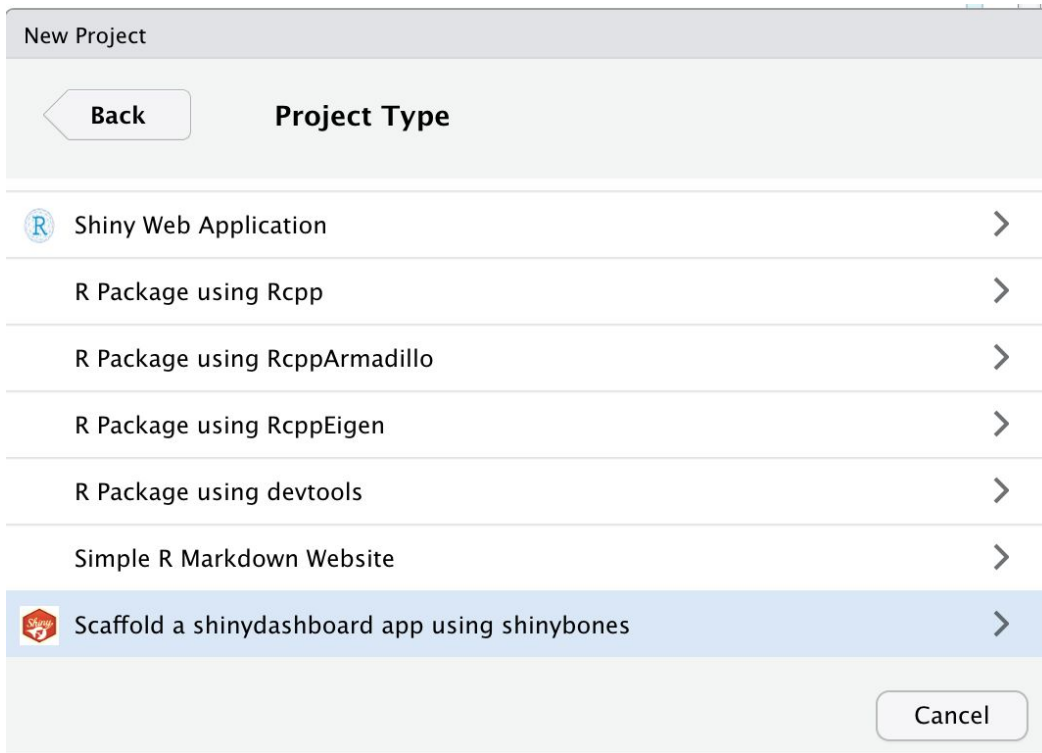 New Project
Back
Project Type
R
Shiny Web Application
R Package using Rcpp
R Package using RcppArmadillo
R Package using RcppEigen
R Package using devtools
Simple R Markdown Website
Shiny
Scaffold a shinydashboard app using shinybones
Cancel